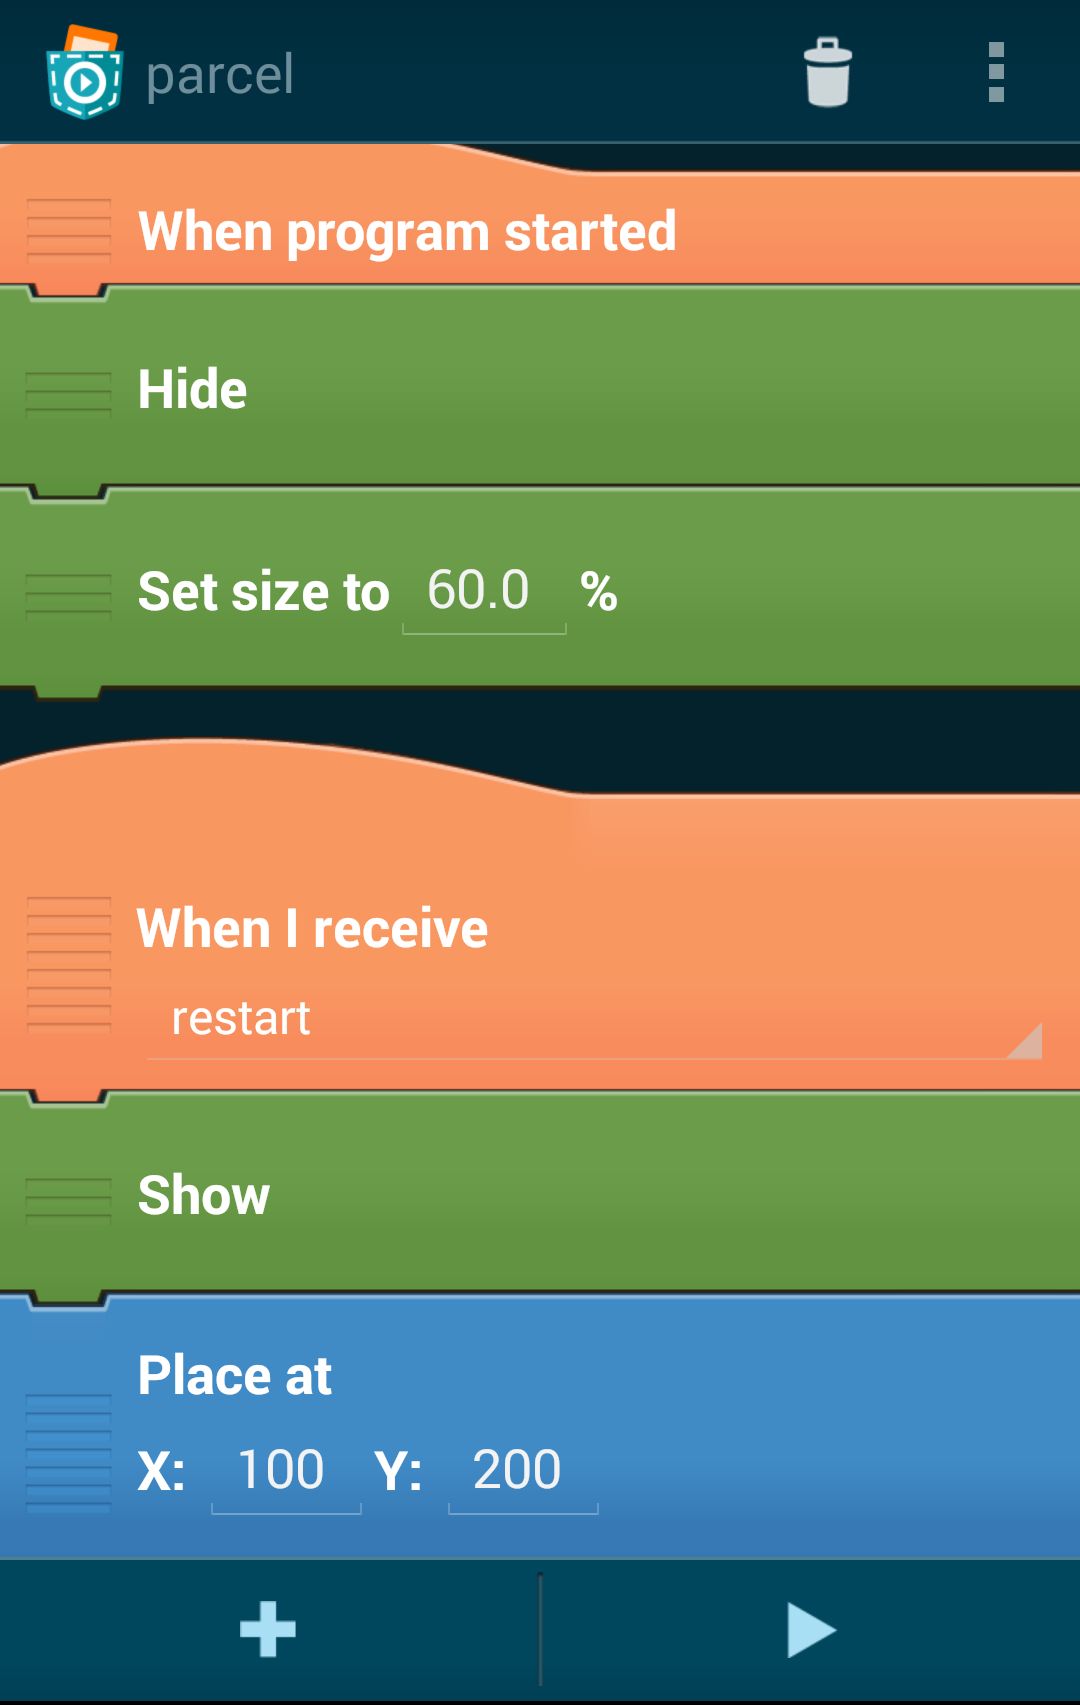 parcel
When program started
Hide
Set size to 60.0 %
When I receive
restart
Show
Place at
X: 100 Y: 200